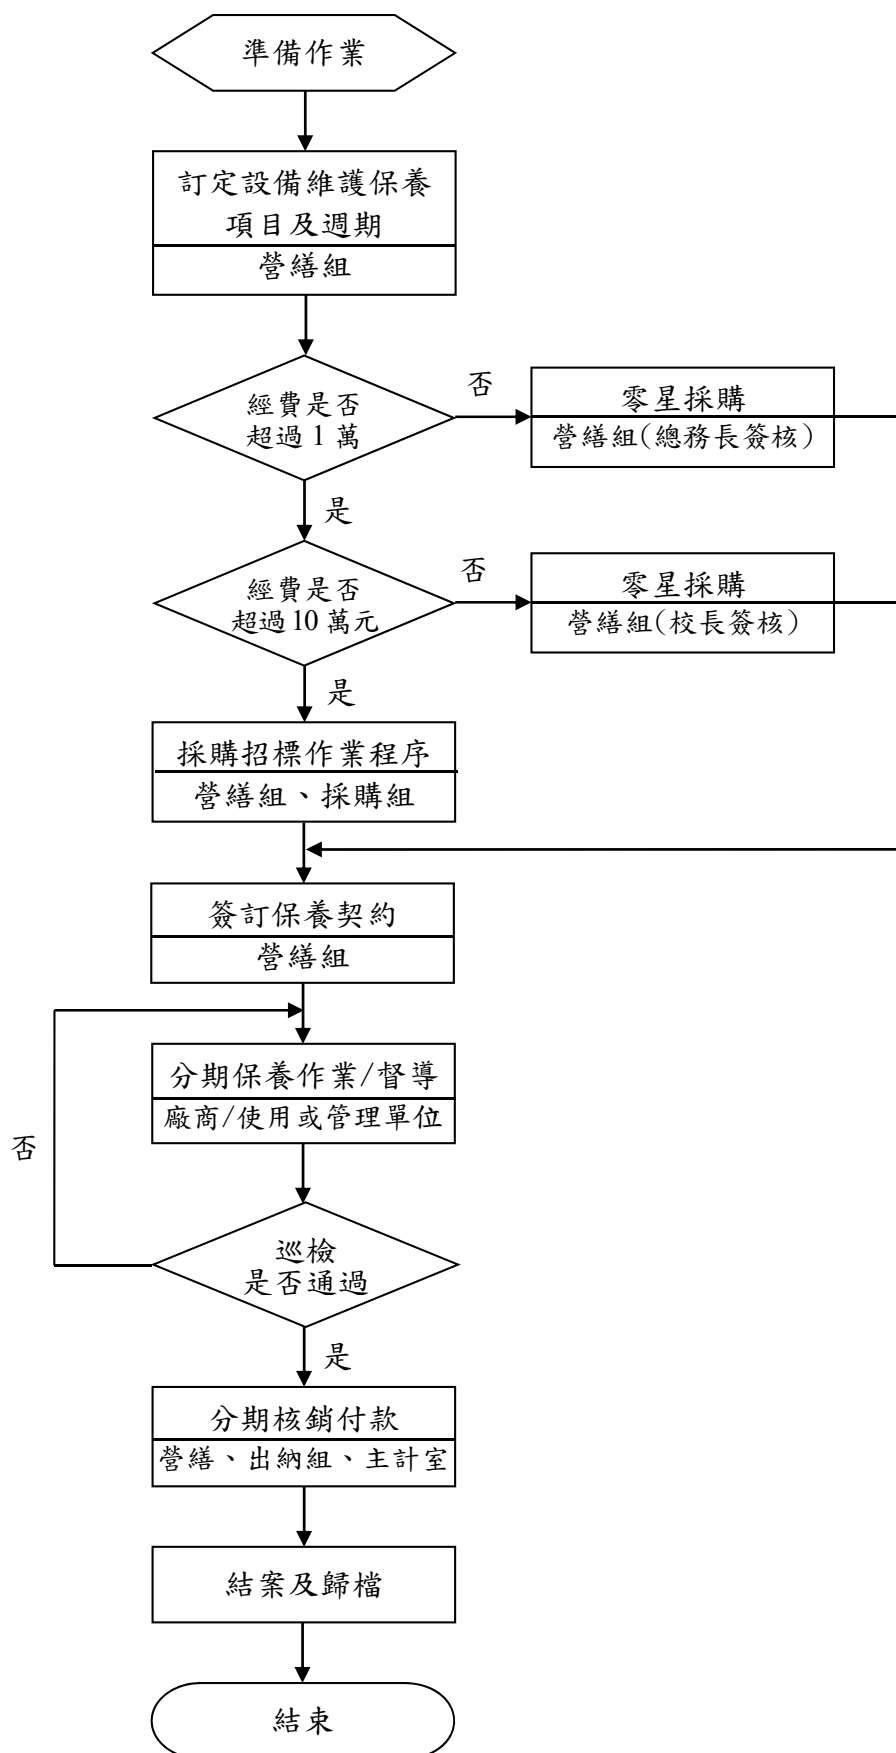 準備作業
訂定設備維護保養
項目及週期
營繕組
經費是否
超過1萬
否
零星採購
營繕組(總務長簽核)
是
經費是否
超過10萬元
否
零星採購
營繕組(校長簽核)
是
採購招標作業程序
營繕組、採購組
簽訂保養契約
營繕組
分期保養作業/督導
廠商/使用或管理單位
否
巡檢
是否通過
是
分期核銷付款
營繕、出納組、主計室
結案及歸檔
結束